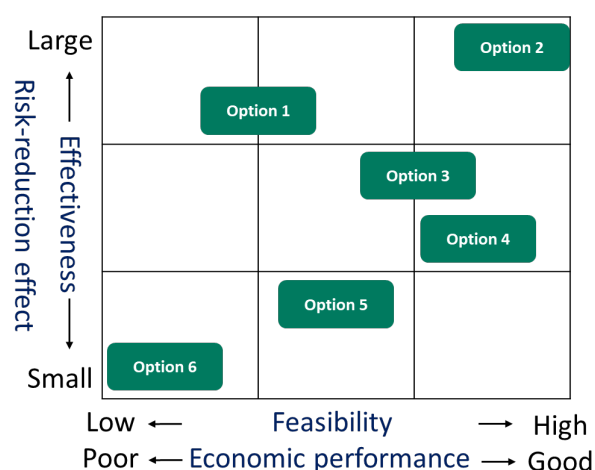 Large
Option 2
Option 1
Risk-reduction effect
Effectiveness
Option 3
Option 4
Option 5
Option 6
Small
Low Feasibility High
Poor Economic performance Good